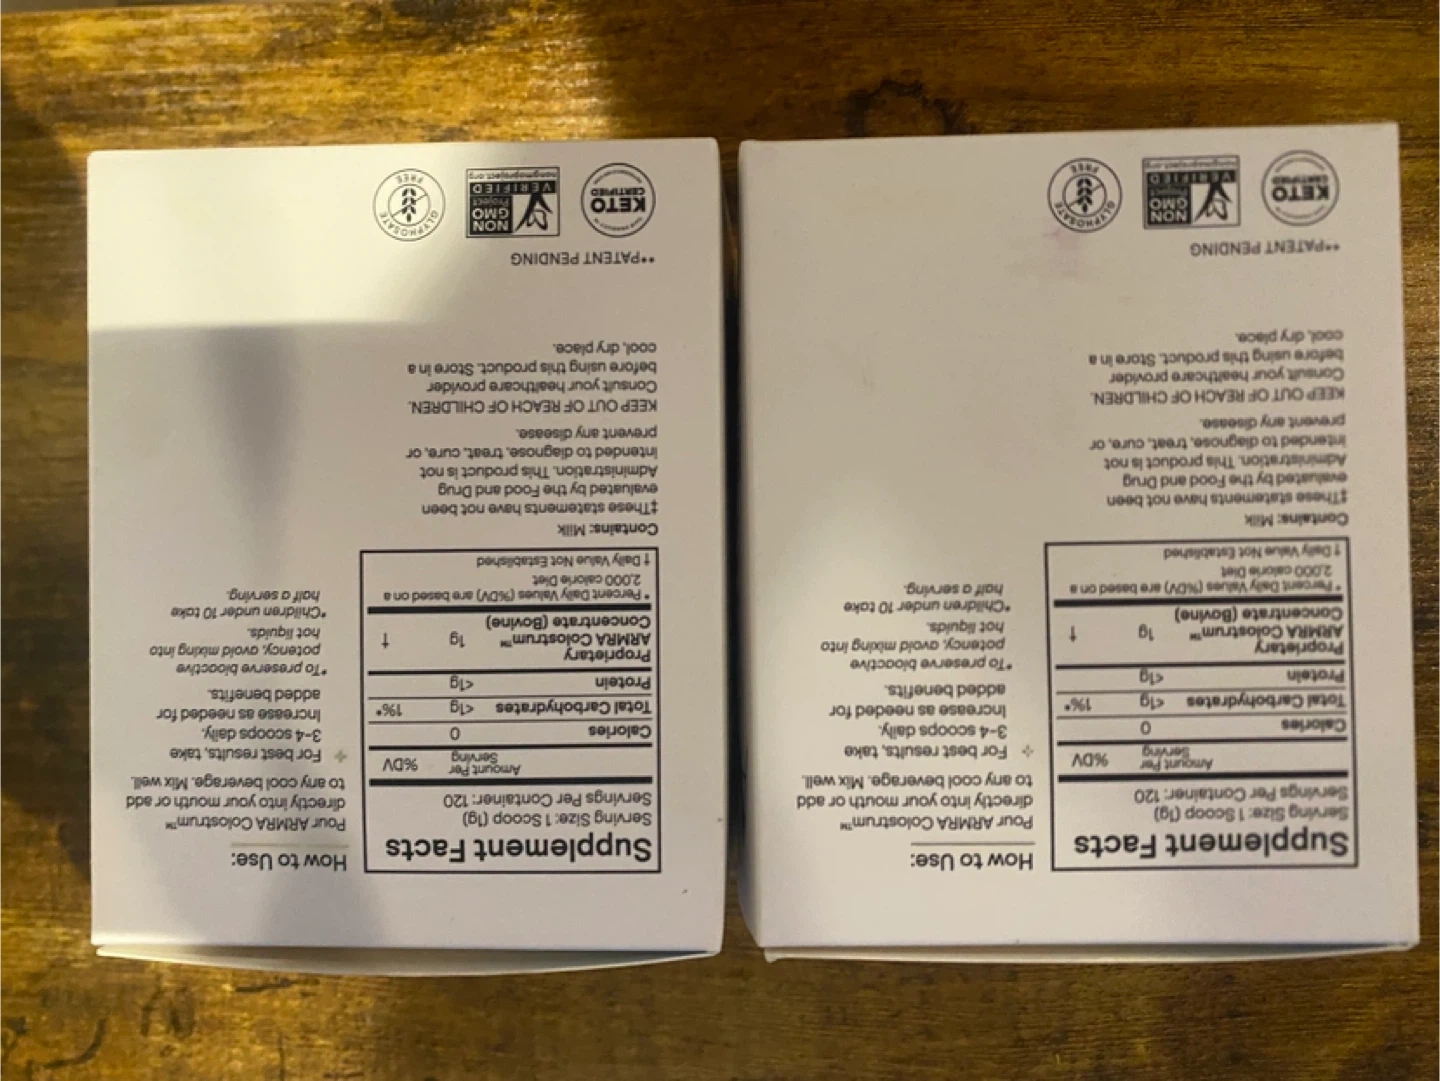 Supplement Facts
Serving Size: 1 Scoop (1g)
Servings Per Container: 120
Amount Per
Serving
%DV
Calories 0
Total Carbohydrates <1g 1%*
Protein <1g
Proprietary
ARMRA Colostrum™ 1g †
Concentrate (Bovine)
* Percent Daily Values (%DV) are based on a
2,000 calorie Diet
† Daily Value Not Established
Contains: Milk
‡These statements have not been
evaluated by the Food and Drug
Administration. This product is not
intended to diagnose, treat, cure, or
prevent any disease.
KEEP OUT OF REACH OF CHILDREN.
Consult your healthcare provider
before using this product. Store in a
cool, dry place.
How to Use:
Pour ARMRA Colostrum™
directly into your mouth or add
to any cool beverage. Mix well.
For best results, take
3-4 scoops daily.
Increase as needed for
added benefits.
*To preserve bioactive
potency, avoid mixing into
hot liquids.
*Children under 10 take
half a serving.
**PATENT PENDING
KETO
CERTIFIED
NON
GMO
Project
VERIFIED
nongmoproject.org
GLYPHOSATE
FREE
Supplement Facts
Serving Size: 1 Scoop (1g)
Servings Per Container: 120
Amount Per
Serving
%DV
Calories 0
Total Carbohydrates <1g 1%*
Protein <1g
Proprietary
ARMRA Colostrum™ 1g †
Concentrate (Bovine)
* Percent Daily Values (%DV) are based on a
2,000 calorie Diet
† Daily Value Not Established
Contains: Milk
‡These statements have not been
evaluated by the Food and Drug
Administration. This product is not
intended to diagnose, treat, cure, or
prevent any disease.
KEEP OUT OF REACH OF CHILDREN.
Consult your healthcare provider
before using this product. Store in a
cool, dry place.
How to Use:
Pour ARMRA Colostrum™
directly into your mouth or add
to any cool beverage. Mix well.
For best results, take
3-4 scoops daily.
Increase as needed for
added benefits.
*To preserve bioactive
potency, avoid mixing into
hot liquids.
*Children under 10 take
half a serving.
**PATENT PENDING
KETO
CERTIFIED
NON
GMO
Project
VERIFIED
nongmoproject.org
GLYPHOSATE
FREE